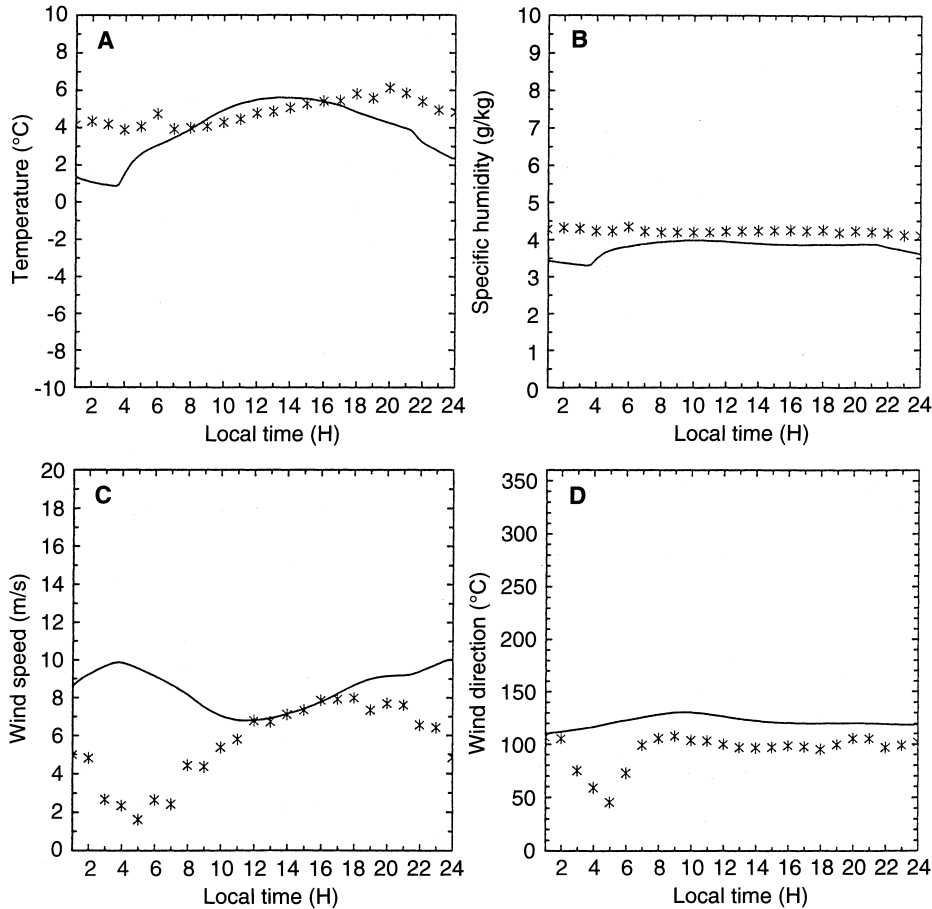 A
10
8
6
4
2
0
-2
-4
-6
-8
-10
Temperature (°C)
2 4 6 8 10 12 14 16 18 20 22 24
Local time (H)
B
10
9
8
7
6
5
4
3
2
1
0
Specific humidity (g/kg)
2 4 6 8 10 12 14 16 18 20 22 24
Local time (H)
C
20
18
16
14
12
10
8
6
4
2
0
Wind speed (m/s)
2 4 6 8 10 12 14 16 18 20 22 24
Local time (H)
D
350
300
250
200
150
100
50
0
Wind direction (°C)
2 4 6 8 10 12 14 16 18 20 22 24
Local time (H)